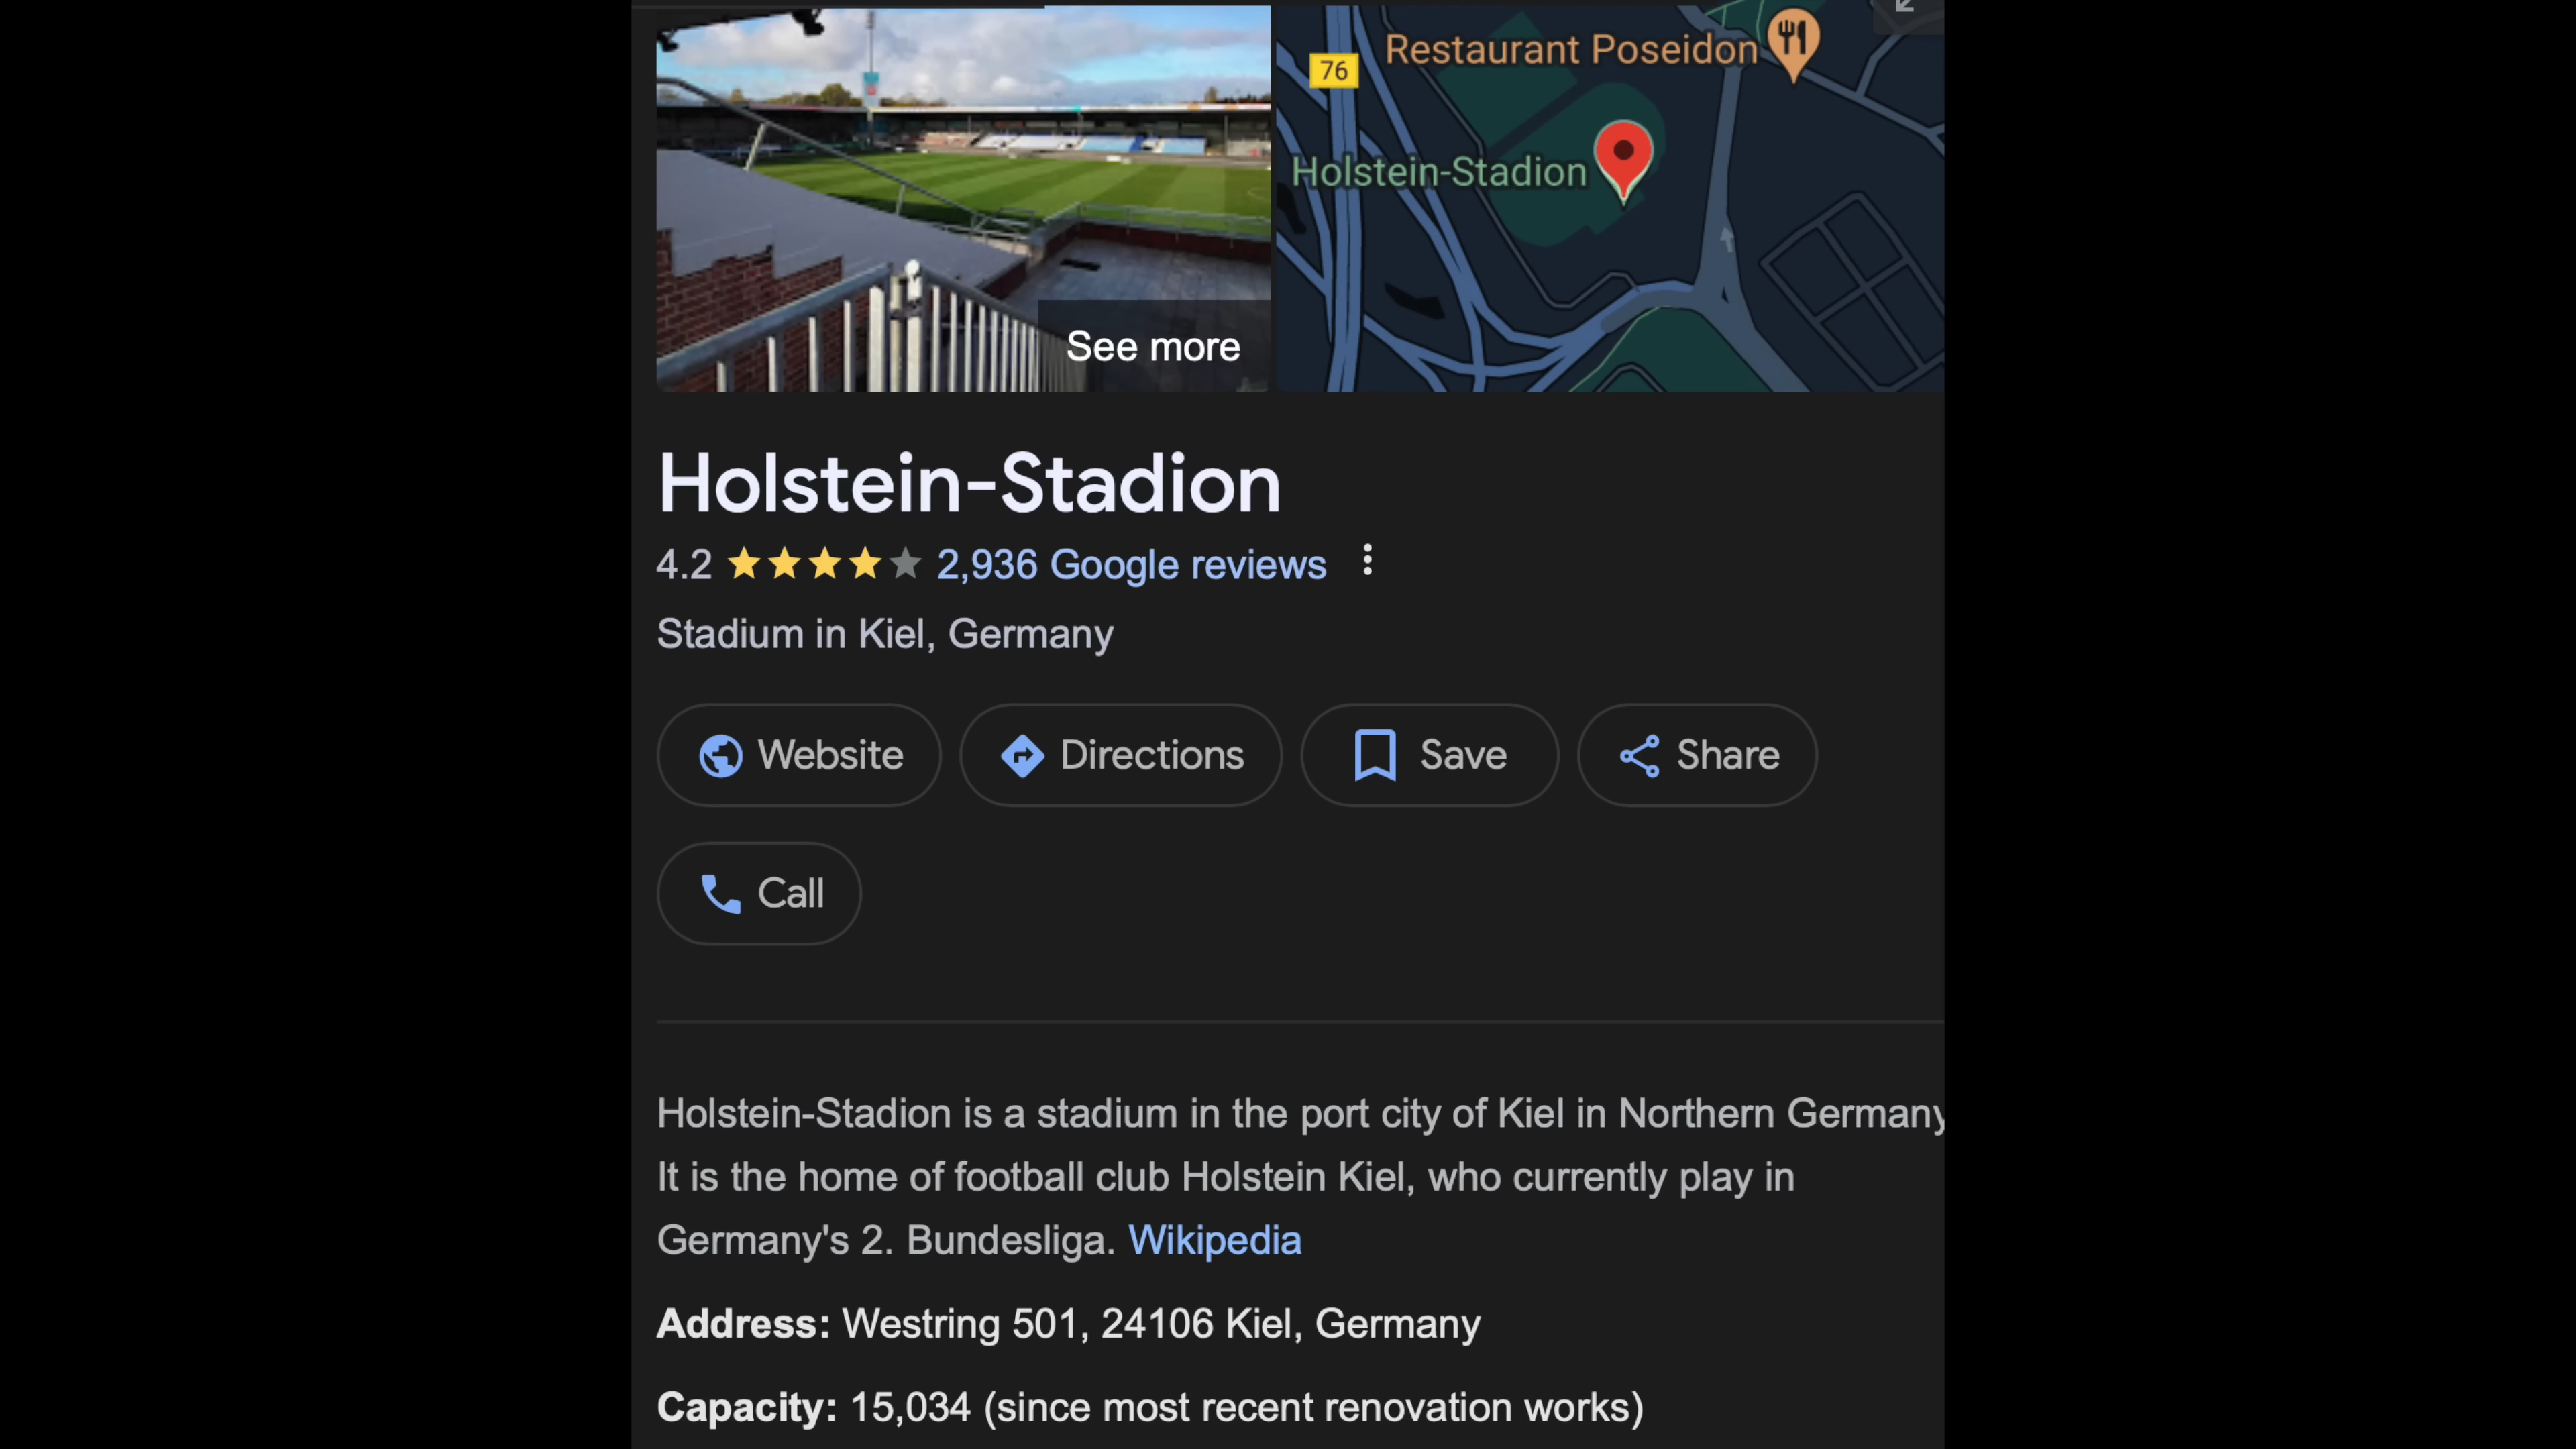 Restaurant Poseidon
76
Holstein-Stadion
See more
Holstein-Stadion
4.2 2,936 Google reviews
Stadium in Kiel, Germany
Website Directions Save Share
Call
Holstein-Stadion is a stadium in the port city of Kiel in Northern Germany
It is the home of football club Holstein Kiel, who currently play in
Germany's 2. Bundesliga. Wikipedia
Address: Westring 501, 24106 Kiel, Germany
Capacity: 15,034 (since most recent renovation works)